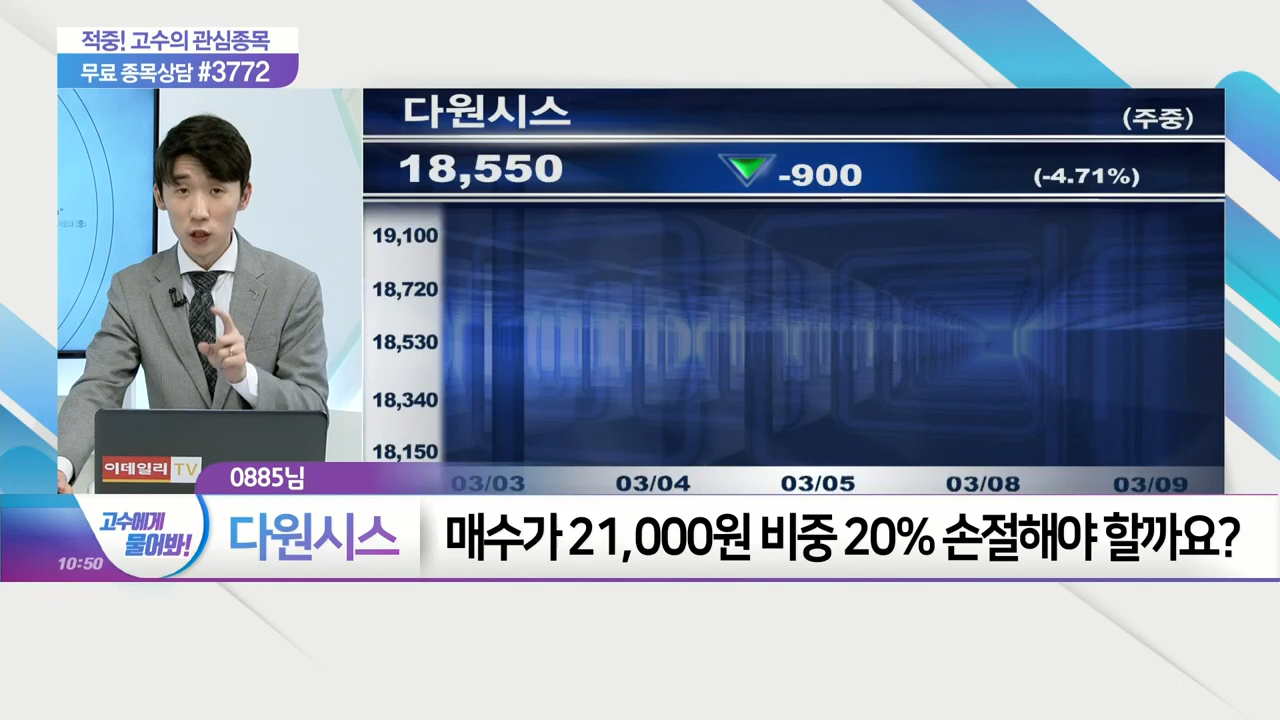 적중! 고수의 관심종목
무료 종목상담 #3772
다원시스
(주중)
18,550
-900
(-4.71%)
19,100
18,720
18,530
18,340
18,150
03/03
03/04
03/05
03/08
03/09
이데일리 TV
0885님
고수에게
물어봐!
10:50
다원시스
매수가 21,000원 비중 20% 손절해야 할까요?